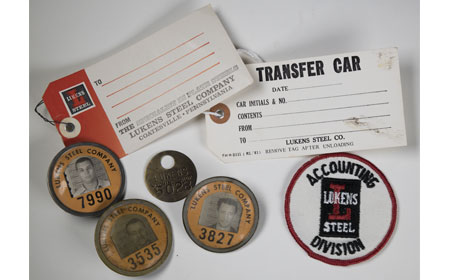 TO
FROM
LUKENS STEEL COMPANY
COATESVILLE • PENNSYLVANIA
LUKENS
STEEL
TRANSFER CAR
DATE
CAR INITIALS & NO.
CONTENTS
FROM
TO
LUKENS STEEL CO.
REMOVE TAG AFTER UNLOADING
LUKENS STEEL COMPANY
7990
LUKENS STEEL COMPANY
3535
LUKENS
LUKENS STEEL COMPANY
3827
ACCOUNTING
LUKENS
STEEL
DIVISION